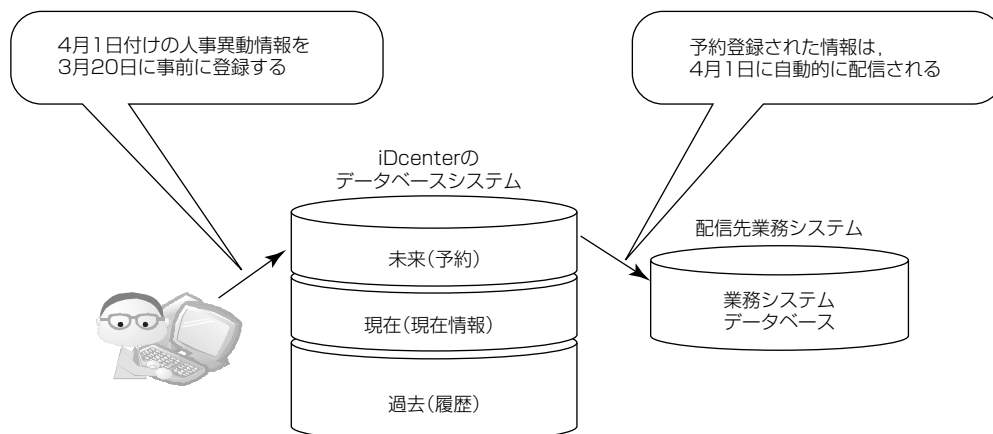 4月1日付けの人事異動情報を
3月20日に事前に登録する
予約登録された情報は,
4月1日に自動的に配信される
iDcenterの
データベースシステム
未来(予約)
現在(現在情報)
過去(履歴)
配信先業務システム
業務システム
データベース